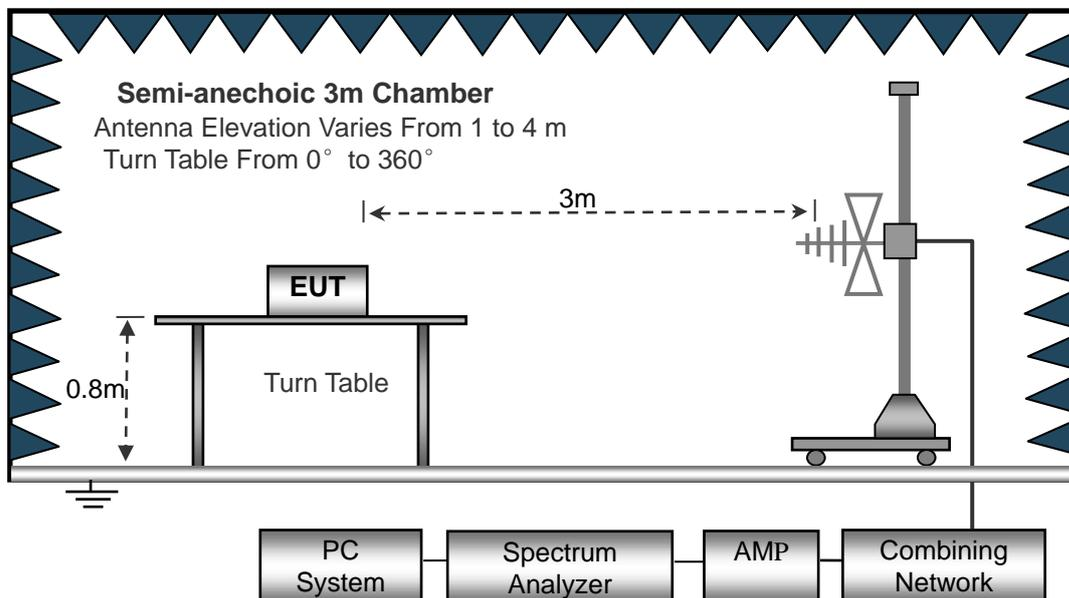 Semi-anechoic 3m Chamber
Antenna Elevation Varies From 1 to 4 m
Turn Table From 0° to 360°
3m
EUT
0.8m
Turn Table
PC
System
Spectrum
Analyzer
AMP
Combining
Network